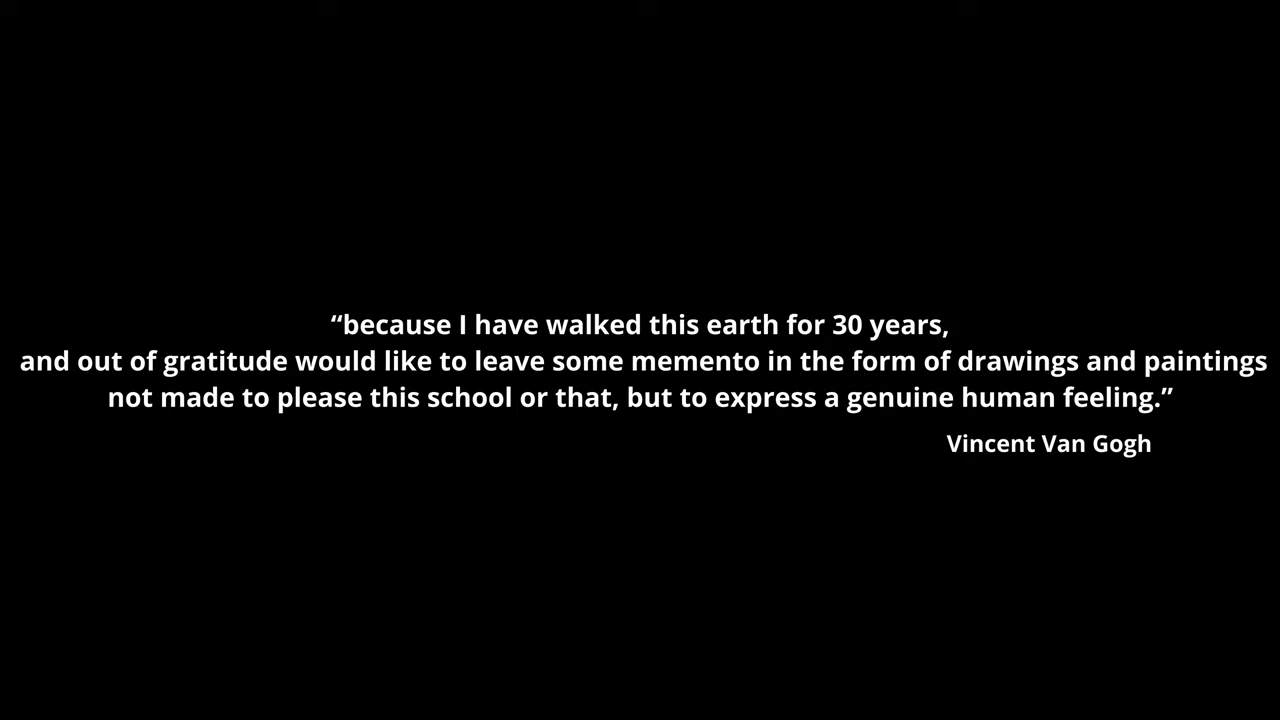 “because I have walked this earth for 30 years,
and out of gratitude would like to leave some memento in the form of drawings and paintings
not made to please this school or that, but to express a genuine human feeling.”
Vincent Van Gogh